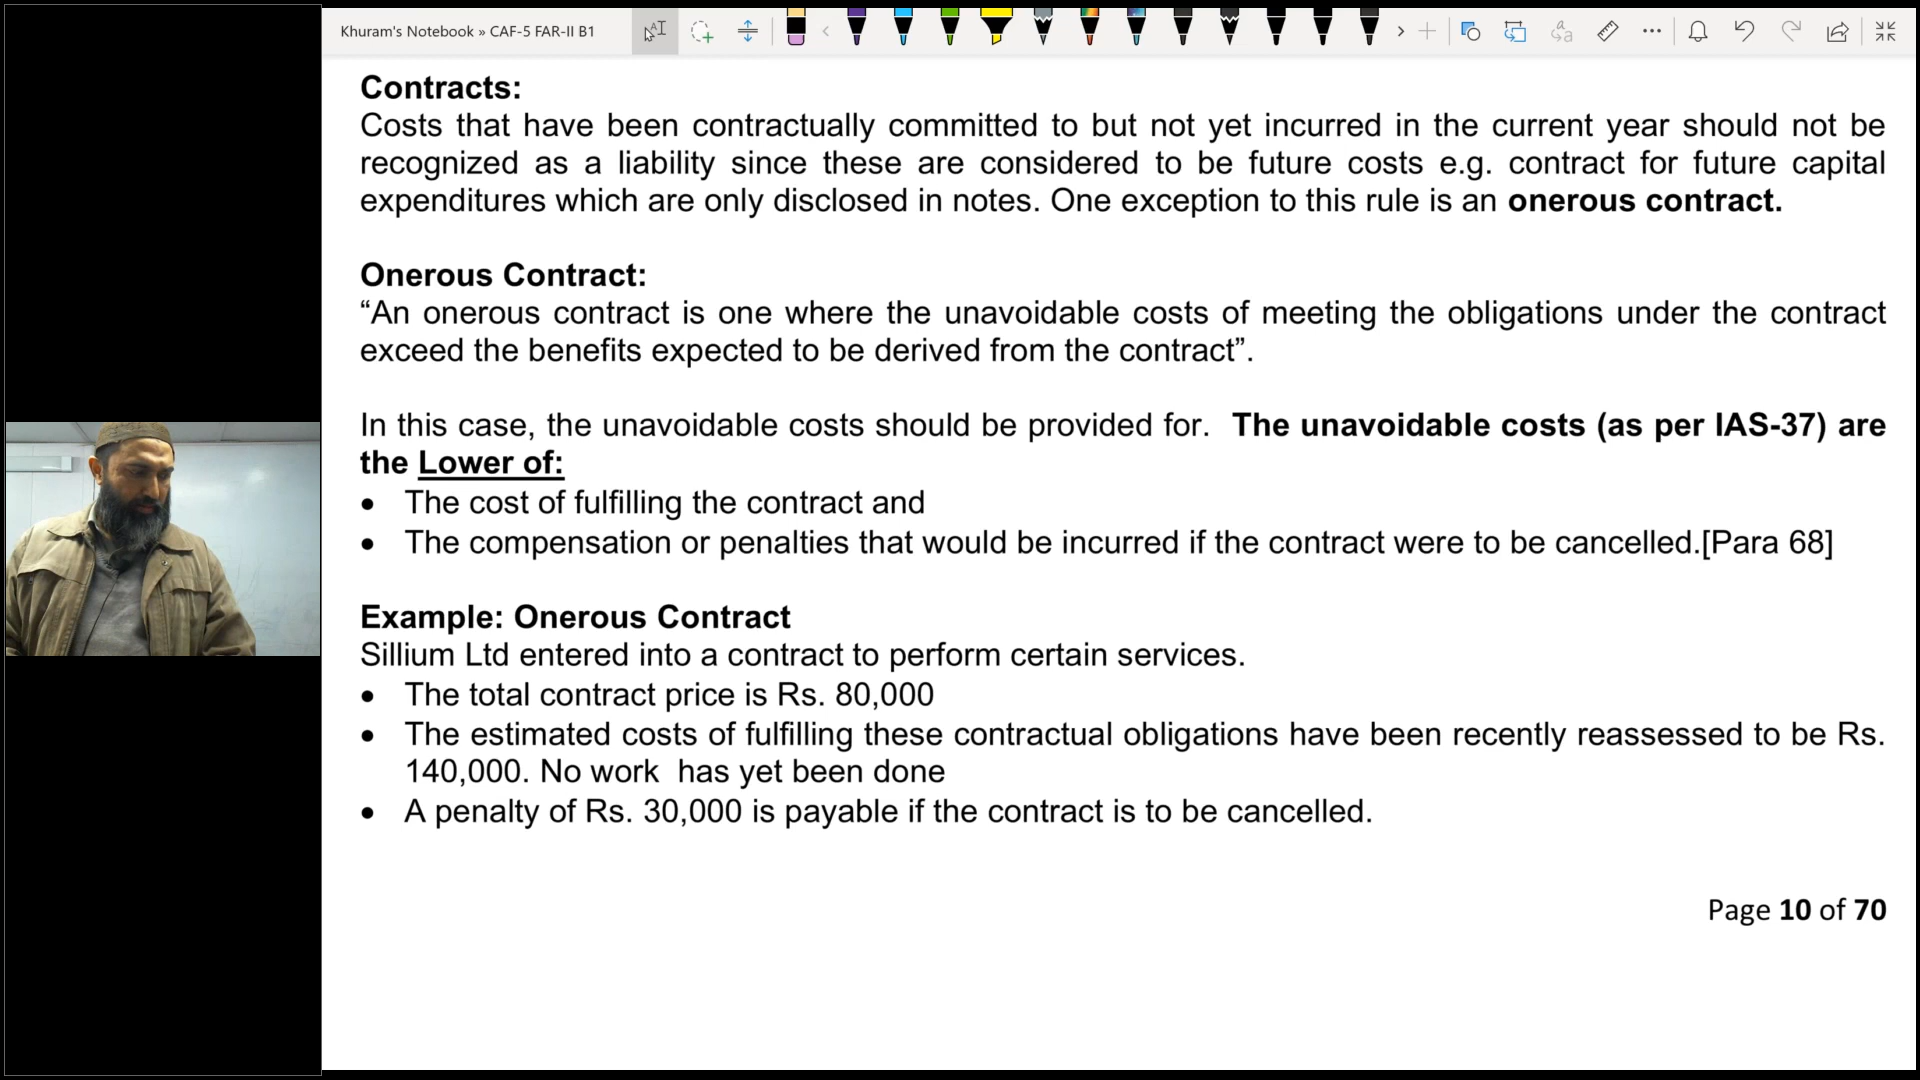 Khuram's Notebook » CAF-5 FAR-II B1
Contracts:
Costs that have been contractually committed to but not yet incurred in the current year should not be
recognized as a liability since these are considered to be future costs e.g. contract for future capital
expenditures which are only disclosed in notes. One exception to this rule is an onerous contract.
Onerous Contract:
“An onerous contract is one where the unavoidable costs of meeting the obligations under the contract
exceed the benefits expected to be derived from the contract”.
In this case, the unavoidable costs should be provided for. The unavoidable costs (as per IAS-37) are
the Lower of:
• The cost of fulfilling the contract and
• The compensation or penalties that would be incurred if the contract were to be cancelled.[Para 68]
Example: Onerous Contract
Sillium Ltd entered into a contract to perform certain services.
• The total contract price is Rs. 80,000
• The estimated costs of fulfilling these contractual obligations have been recently reassessed to be Rs.
140,000. No work has yet been done
• A penalty of Rs. 30,000 is payable if the contract is to be cancelled.
Page 10 of 70